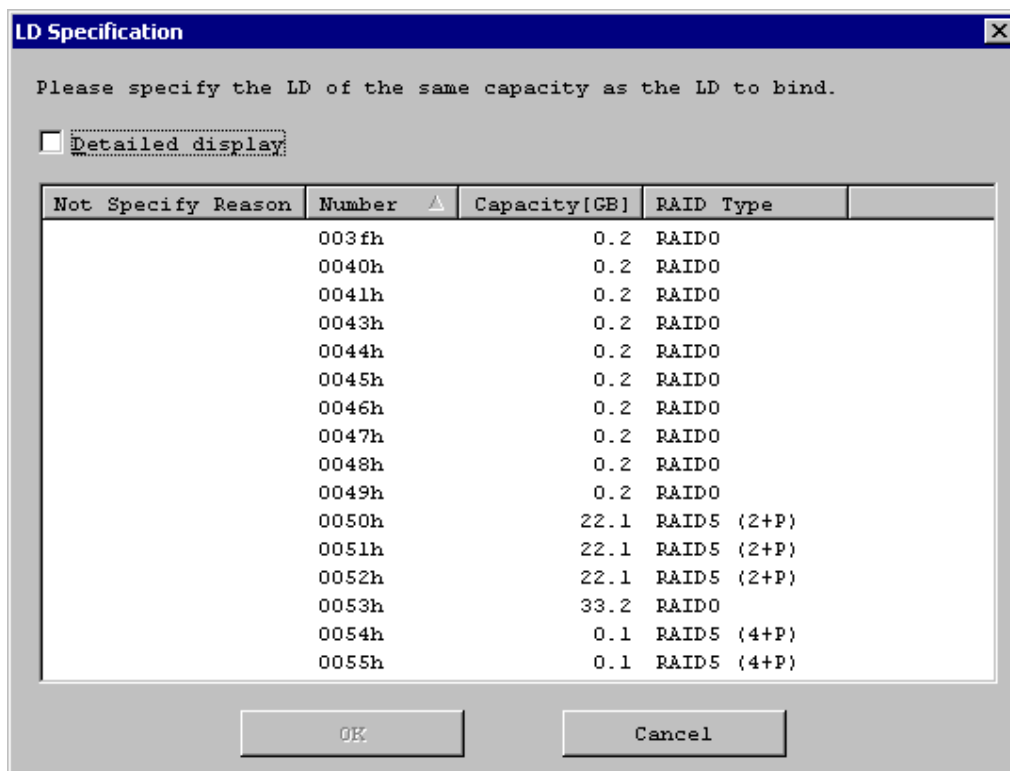 LD Specification
Please specify the LD of the same capacity as the LD to bind.
Detailed display
Not Specify Reason Number Capacity[GB] RAID Type
003fh 0.2 RAID0
0040h 0.2 RAID0
0041h 0.2 RAID0
0043h 0.2 RAID0
0044h 0.2 RAID0
0045h 0.2 RAID0
0046h 0.2 RAID0
0047h 0.2 RAID0
0048h 0.2 RAID0
0049h 0.2 RAID0
0050h 22.1 RAID5 (2+P)
0051h 22.1 RAID5 (2+P)
0052h 22.1 RAID5 (2+P)
0053h 33.2 RAID0
0054h 0.1 RAID5 (4+P)
0055h 0.1 RAID5 (4+P)
OK Cancel